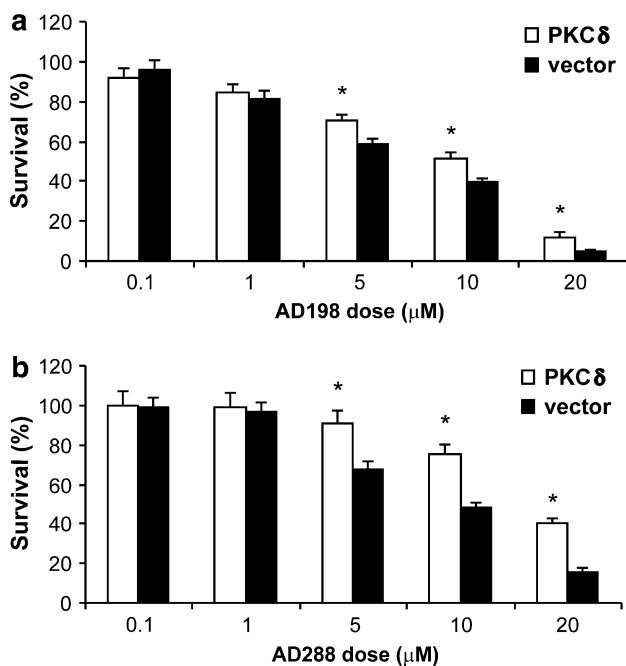 a
120
100
80
60
40
20
0
Survival (%)
PKCδ
vector
*
*
*
0.1 1 5 10 20
AD198 dose (μM)
b
120
100
80
60
40
20
0
Survival (%)
PKCδ
vector
*
*
*
0.1 1 5 10 20
AD288 dose (μM)